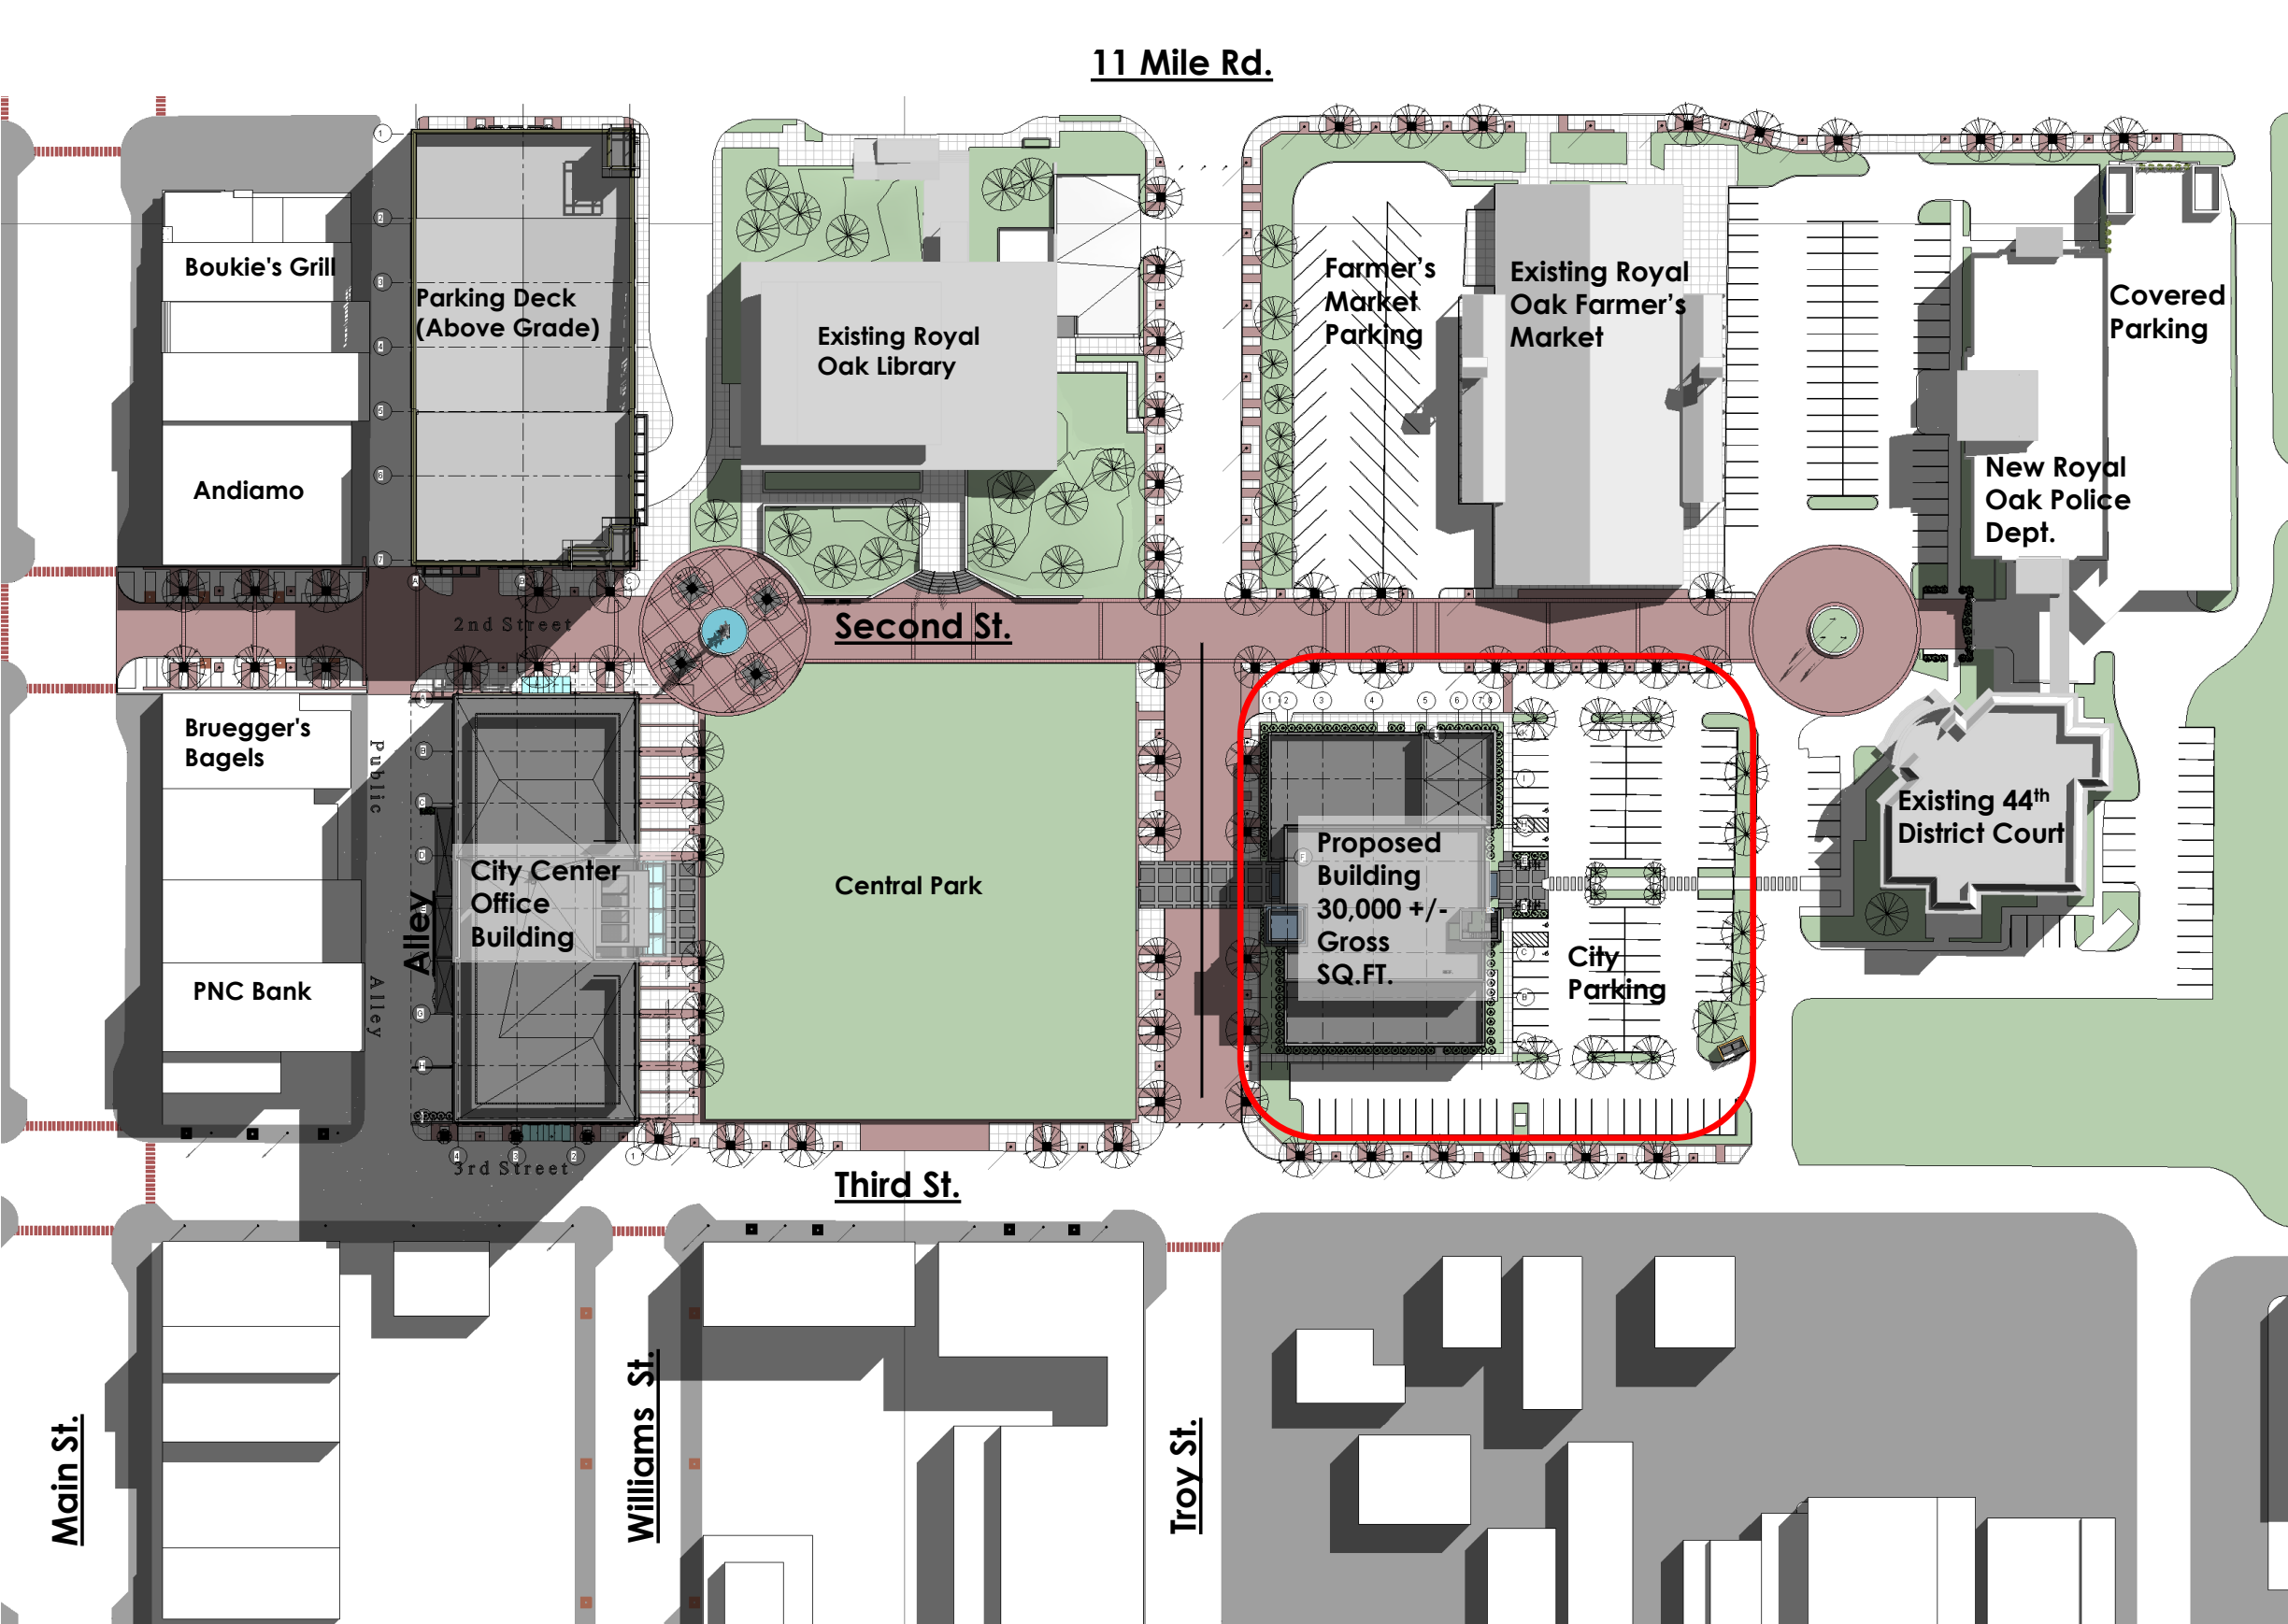 11 Mile Rd.
Boukie's Grill
Parking Deck
(Above Grade)
Andiamo
Existing Royal
Oak Library
Farmer’s
Market
Parking
Existing Royal
Oak Farmer’s
Market
Covered
Parking
New Royal
Oak Police
Dept.
2nd Street
Second St.
Bruegger's
Bagels
Public
Alley
Alley
PNC Bank
City Center
Office
Building
Central Park
Proposed
Building
30,000 +/-
Gross
SQ.FT.
City
Parking
Existing 44th
District Court
3rd Street
Third St.
Main St.
Williams St.
Troy St.